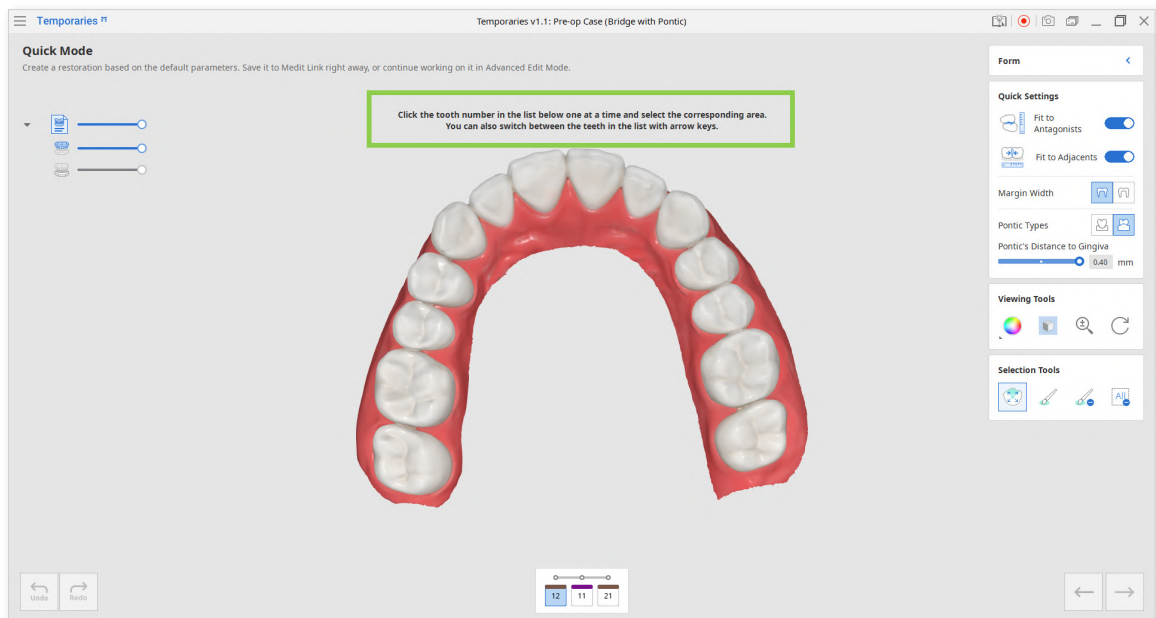 Temporaries
Temporaries v1.1: Pre-op Case (Bridge with Pontic)
Quick Mode
Create a restoration based on the default parameters. Save it to Medit Link right away, or continue working on it in Advanced Edit Mode.
Click the tooth number in the list below one at a time and select the corresponding area.
You can also switch between the teeth in the list with arrow keys.
Form
Quick Settings
Fit to
Antagonists
Fit to Adjacents
Margin Width
Pontic Types
Pontic's Distance to Gingiva
0.40 mm
Viewing Tools
Selection Tools
All
Undo Redo
12 11 21